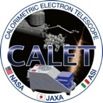 CALORIMETRIC ELECTRON TELESCOPE
CALET
NASA
JAXA
ASI